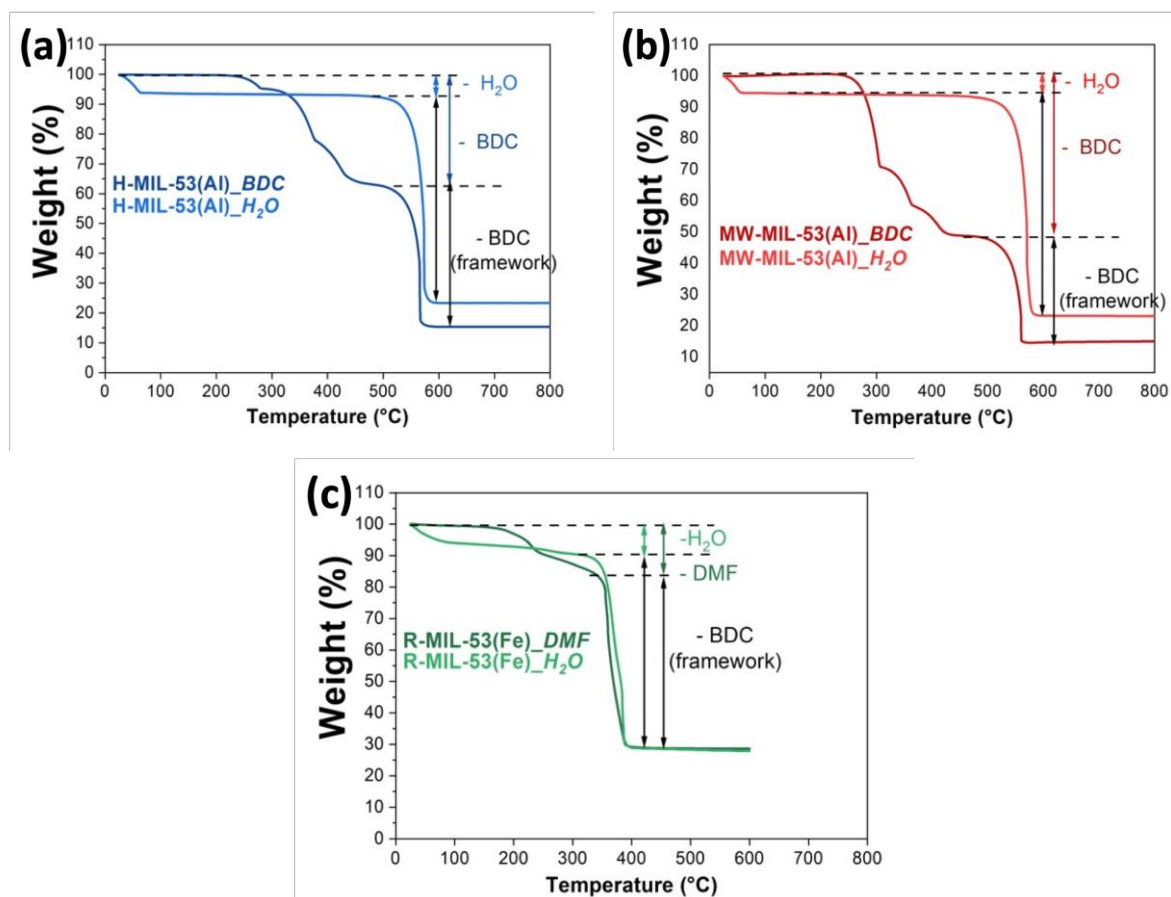 (a)
110
100
90
80
70
60
50
40
30
20
10
0
Weight (%)
- H₂O
- BDC
H-MIL-53(Al)_BDC
H-MIL-53(Al)_H₂O
- BDC
(framework)
0 100 200 300 400 500 600 700 800
Temperature (°C)
(b)
110
100
90
80
70
60
50
40
30
20
10
Weight (%)
- H₂O
- BDC
MW-MIL-53(Al)_BDC
MW-MIL-53(Al)_H₂O
- BDC
(framework)
0 100 200 300 400 500 600 700 800
Temperature (°C)
(c)
110
100
90
80
70
60
50
40
30
20
10
0
Weight (%)
-H₂O
- DMF
R-MIL-53(Fe)_DMF
R-MIL-53(Fe)_H₂O
- BDC
(framework)
0 100 200 300 400 500 600 700 800
Temperature (°C)